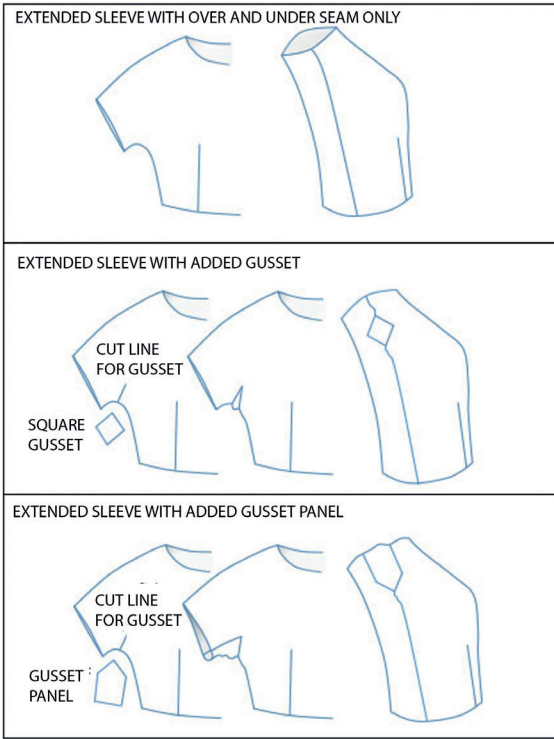 EXTENDED SLEEVE WITH OVER AND UNDER SEAM ONLY
EXTENDED SLEEVE WITH ADDED GUSSET
CUT LINE
FOR GUSSET
SQUARE
GUSSET
EXTENDED SLEEVE WITH ADDED GUSSET PANEL
CUT LINE
FOR GUSSET
GUSSET
PANEL